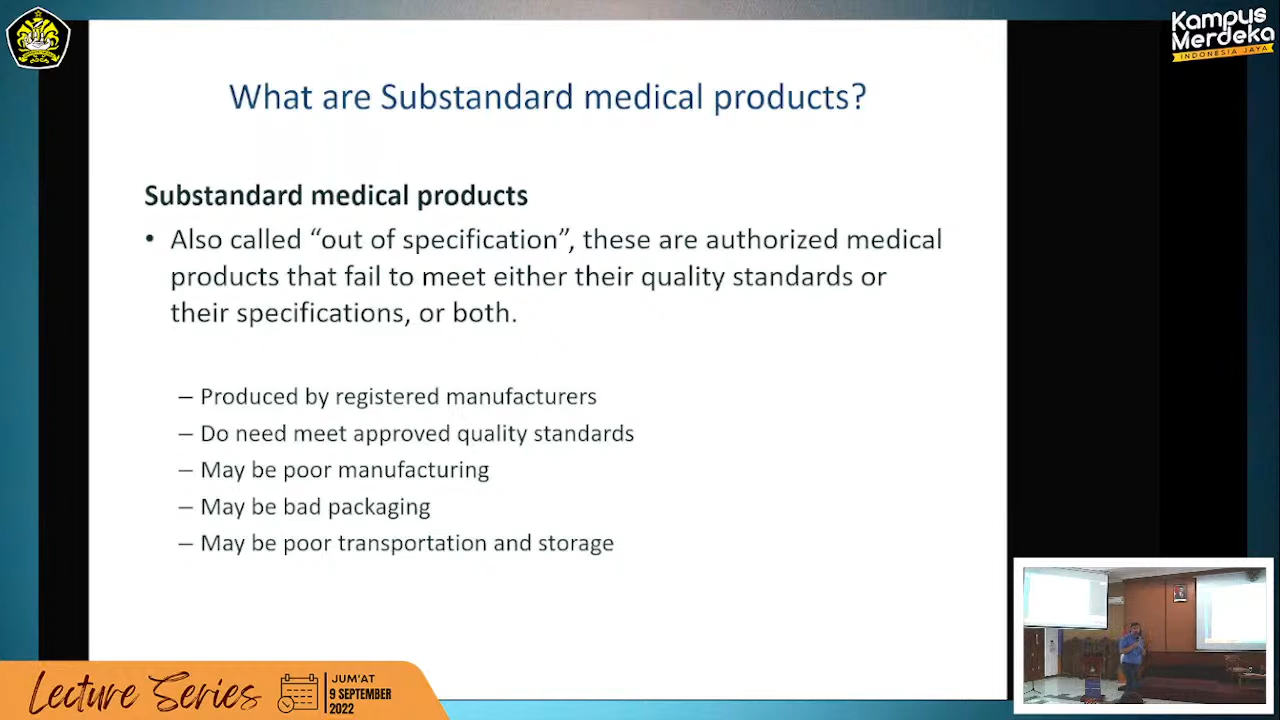 Kampus
Merdeka
INDONESIA JAYA
What are Substandard medical products?
Substandard medical products
• Also called “out of specification”, these are authorized medical
products that fail to meet either their quality standards or
their specifications, or both.
– Produced by registered manufacturers
– Do need meet approved quality standards
– May be poor manufacturing
– May be bad packaging
– May be poor transportation and storage
Lecture Series
JUM'AT
9 SEPTEMBER
2022